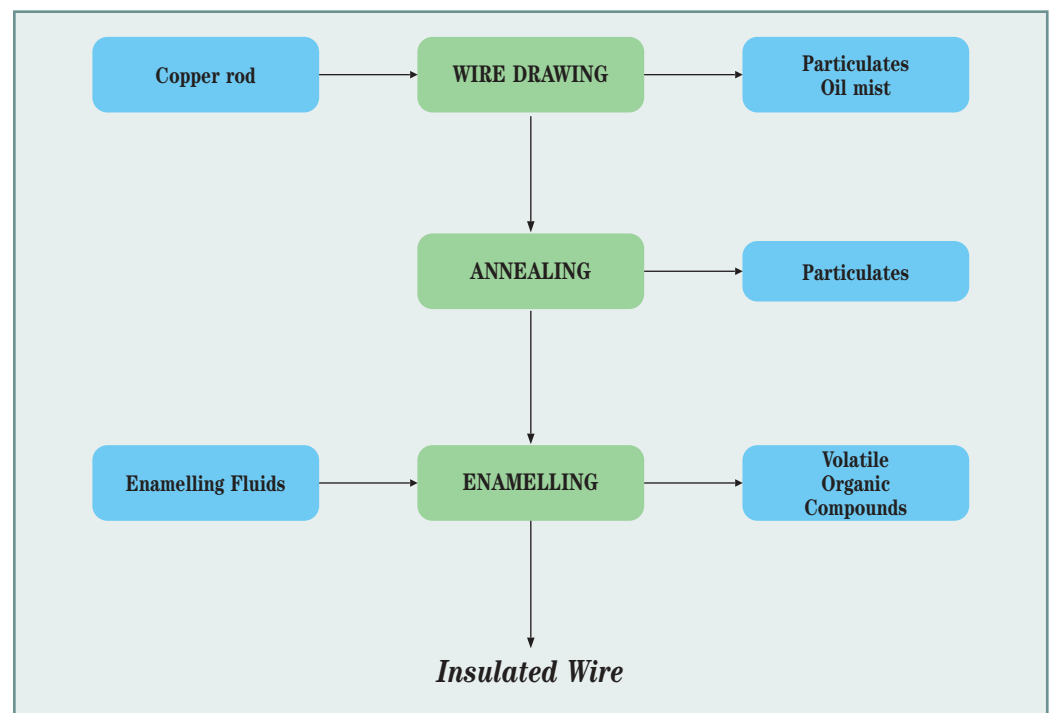 Copper rod
WIRE DRAWING
Particulates
Oil mist
ANNEALING
Particulates
Enamelling Fluids
ENAMELLING
Volatile
Organic
Compounds
Insulated Wire